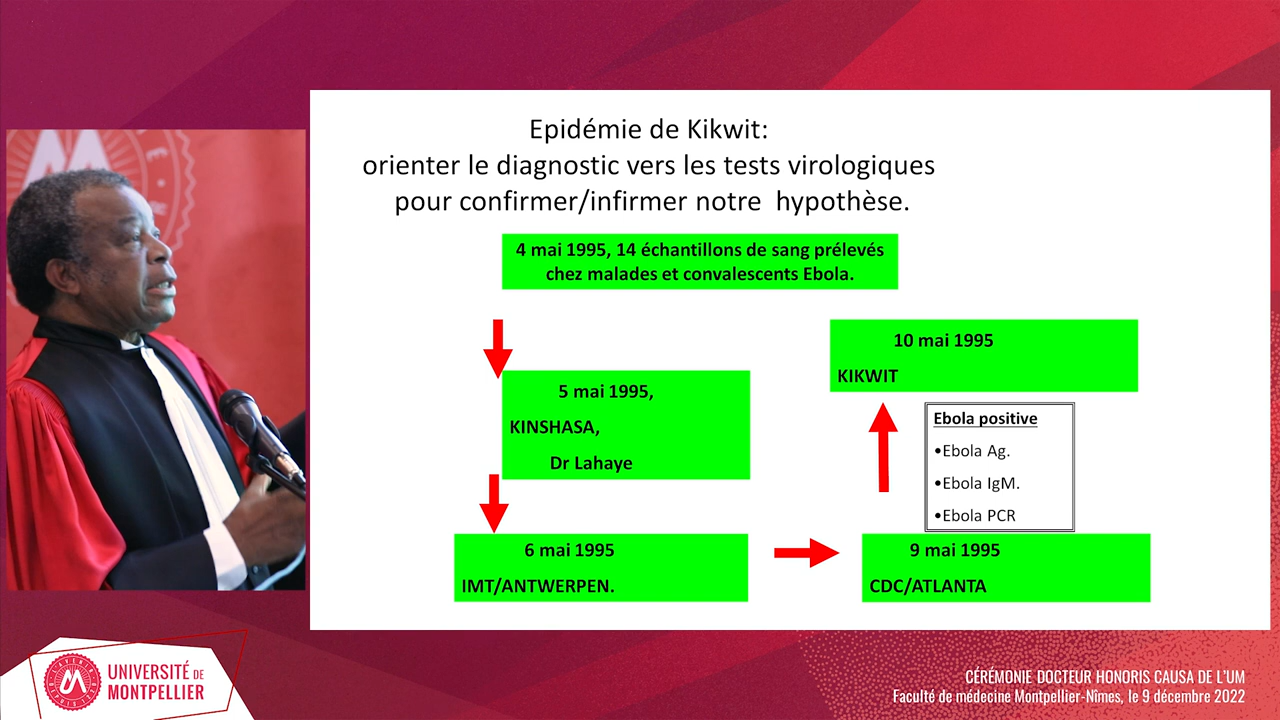 Epidémie de Kikwit:
orienter le diagnostic vers les tests virologiques
pour confirmer/infirmer notre hypothèse.
4 mai 1995, 14 échantillons de sang prélevés
chez malades et convalescents Ebola.
5 mai 1995,
KINSHASA,
Dr Lahaye
6 mai 1995
IMT/ANTWERPEN.
9 mai 1995
CDC/ATLANTA
Ebola positive
•Ebola Ag.
•Ebola IgM.
•Ebola PCR
10 mai 1995
KIKWIT
UNIVERSITÉ DE
MONTPELLIER
CÉRÉMONIE DOCTEUR HONORIS CAUSA DE L'UM
Faculté de médecine Montpellier-Nîmes, le 9 décembre 2022